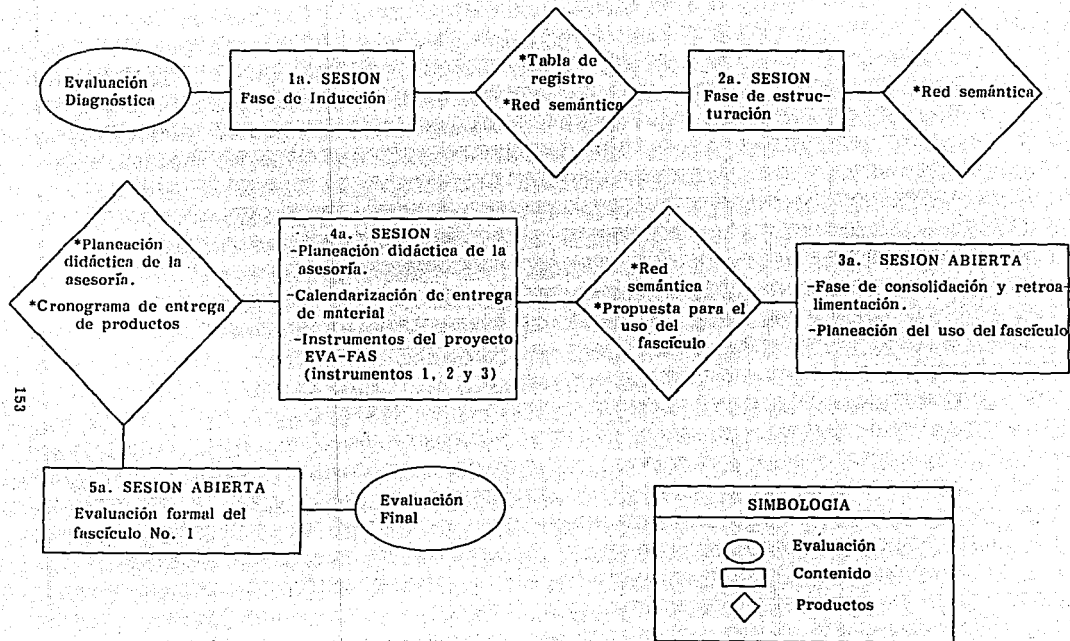 Evaluación
Diagnóstica
1a. SESION
Fase de Inducción
*Tabla de
registro
*Red semántica
2a. SESION
Fase de estruc-
turación
*Red semántica
*Planeación
didáctica de la
asesoría.
*Cronograma de entrega
de productos
4a. SESION
-Planeación didáctica de la
asesoría.
-Calendarización de entrega
de material
-Instrumentos del proyecto
EVA-FAS
(instrumentos 1, 2 y 3)
*Red
semántica
*Propuesta para el
uso del
fascículo
3a. SESION ABIERTA
-Fase de consolidación y retroa-
limentación.
-Planeación del uso del fascículo
153
5a. SESION ABIERTA
Evaluación formal del
fascículo No. 1
Evaluación
Final
SIMBOLOGIA
Evaluación
Contenido
Productos